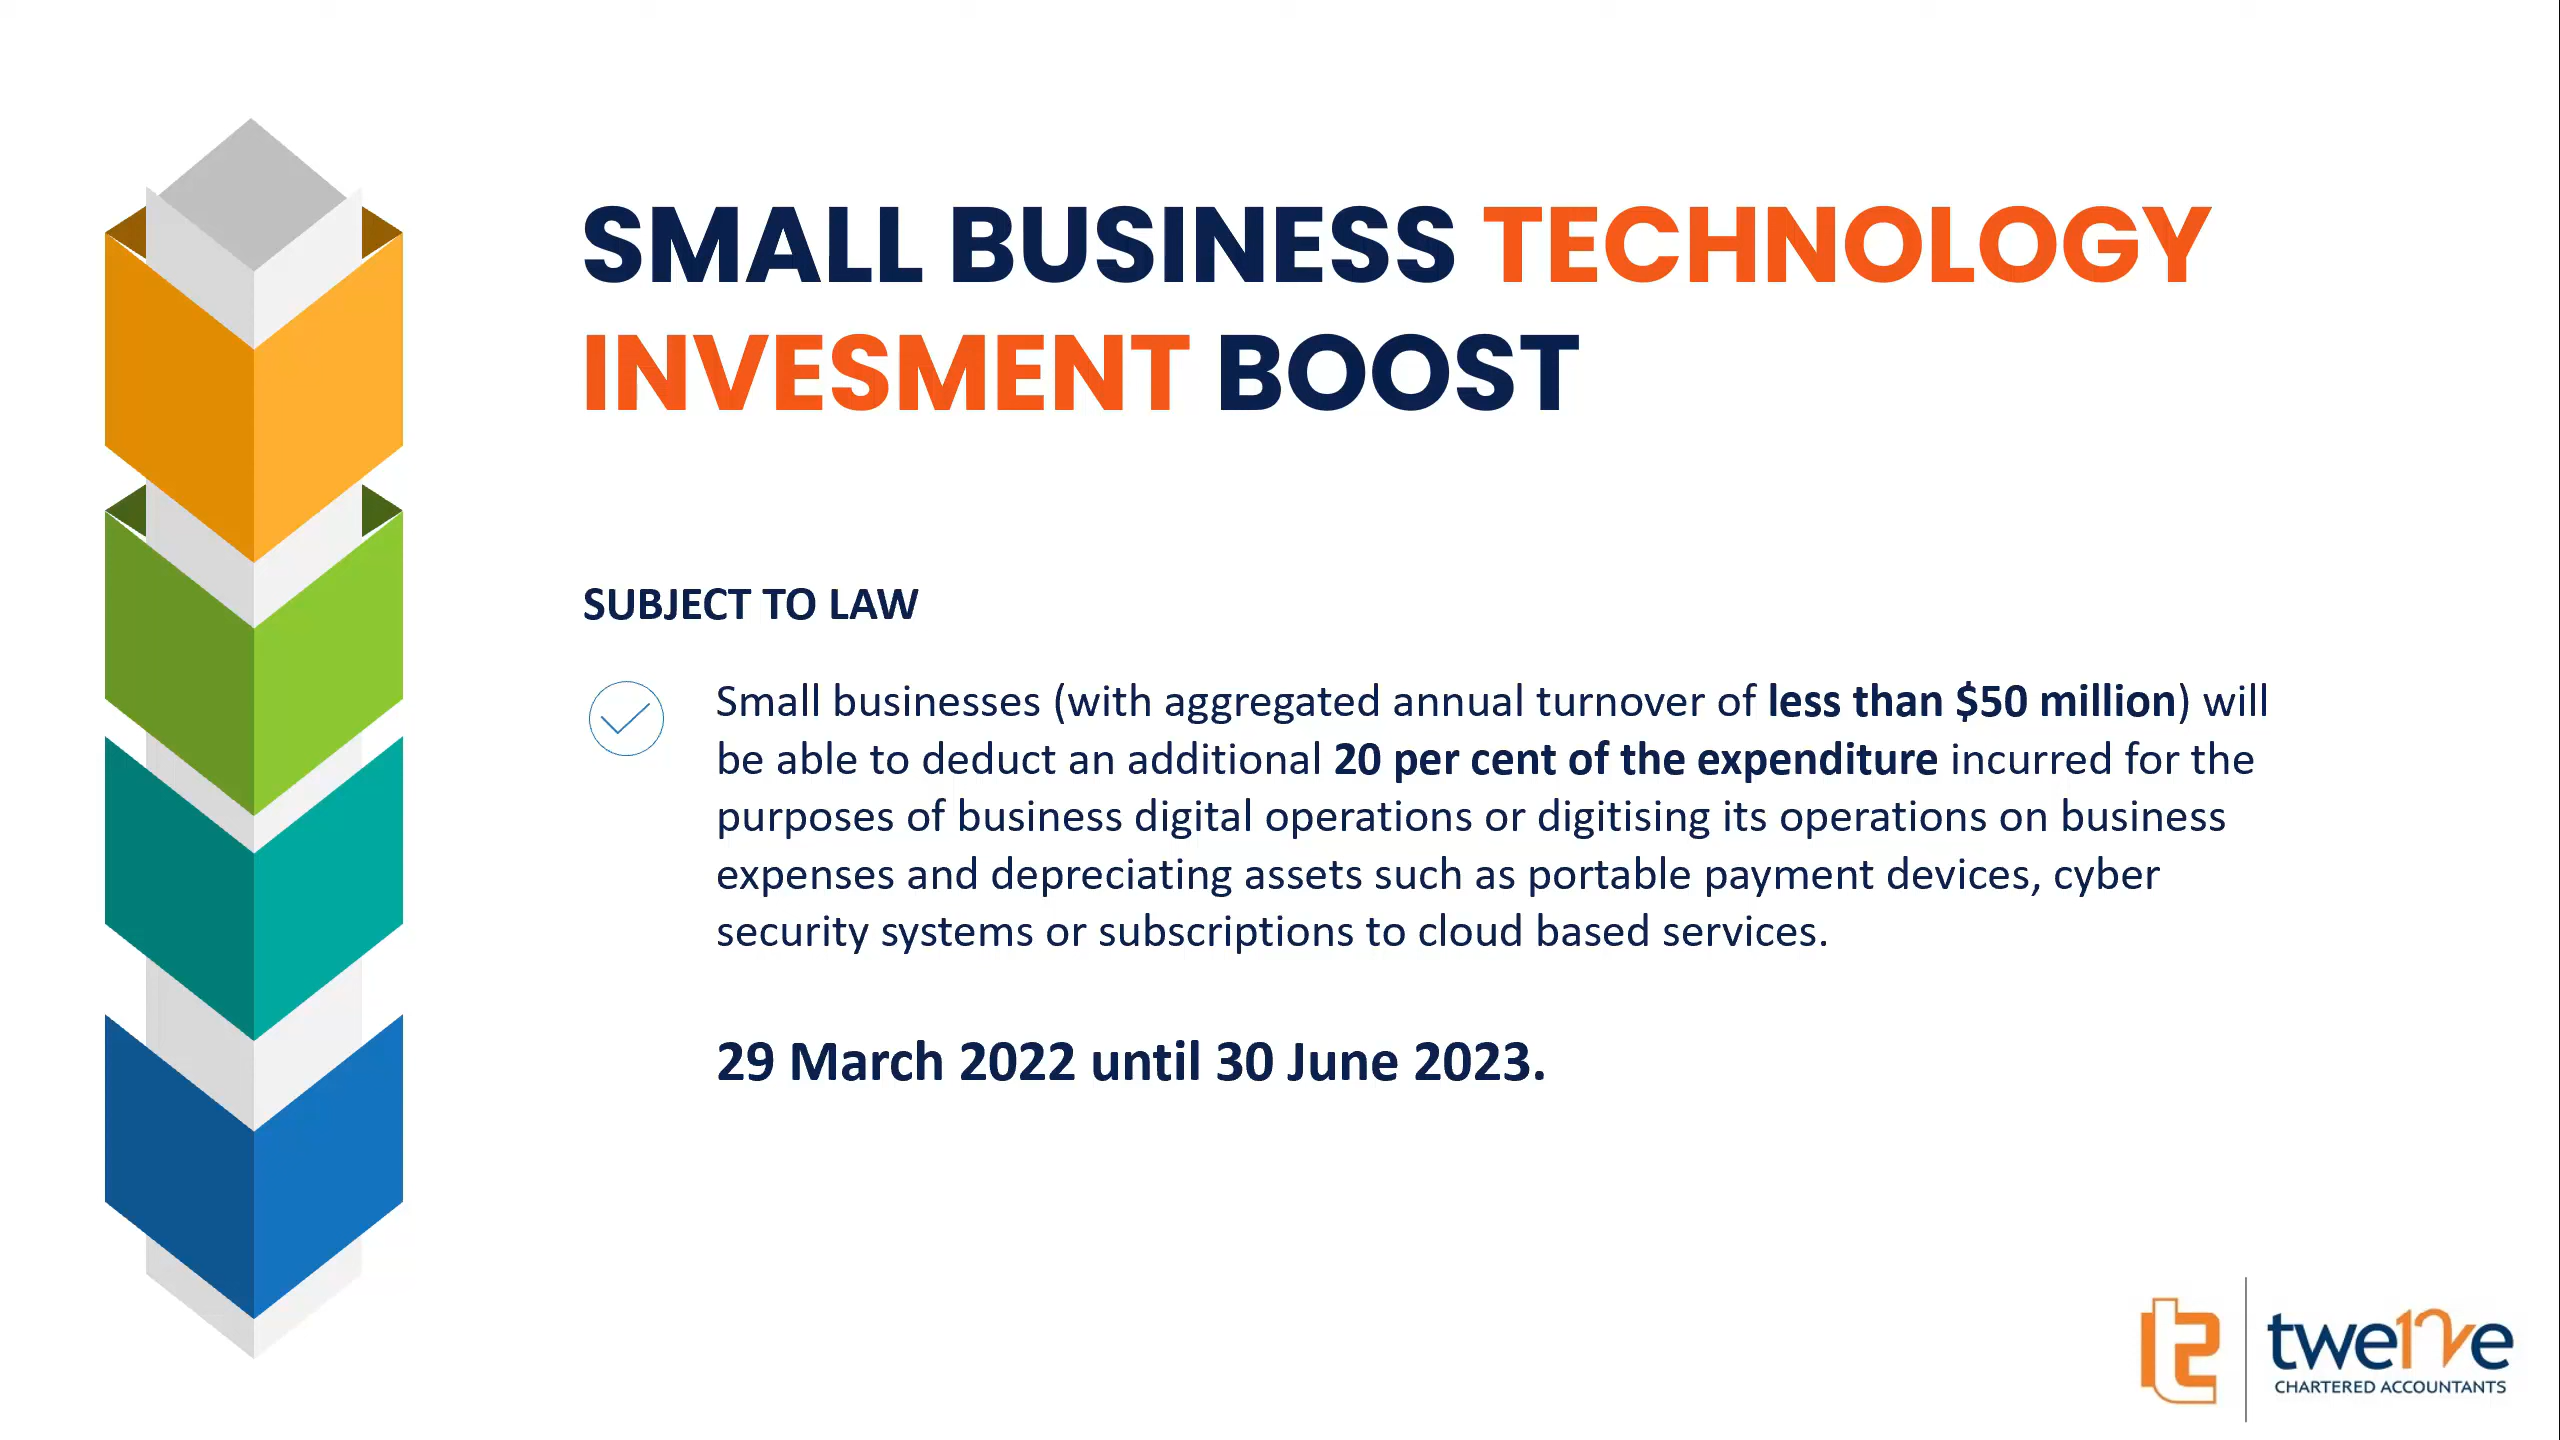 SMALL BUSINESS TECHNOLOGY
INVESMENT BOOST
SUBJECT TO LAW
Small businesses (with aggregated annual turnover of less than $50 million) will
be able to deduct an additional 20 per cent of the expenditure incurred for the
purposes of business digital operations or digitising its operations on business
expenses and depreciating assets such as portable payment devices, cyber
security systems or subscriptions to cloud based services.
29 March 2022 until 30 June 2023.
twe12ve
CHARTERED ACCOUNTANTS